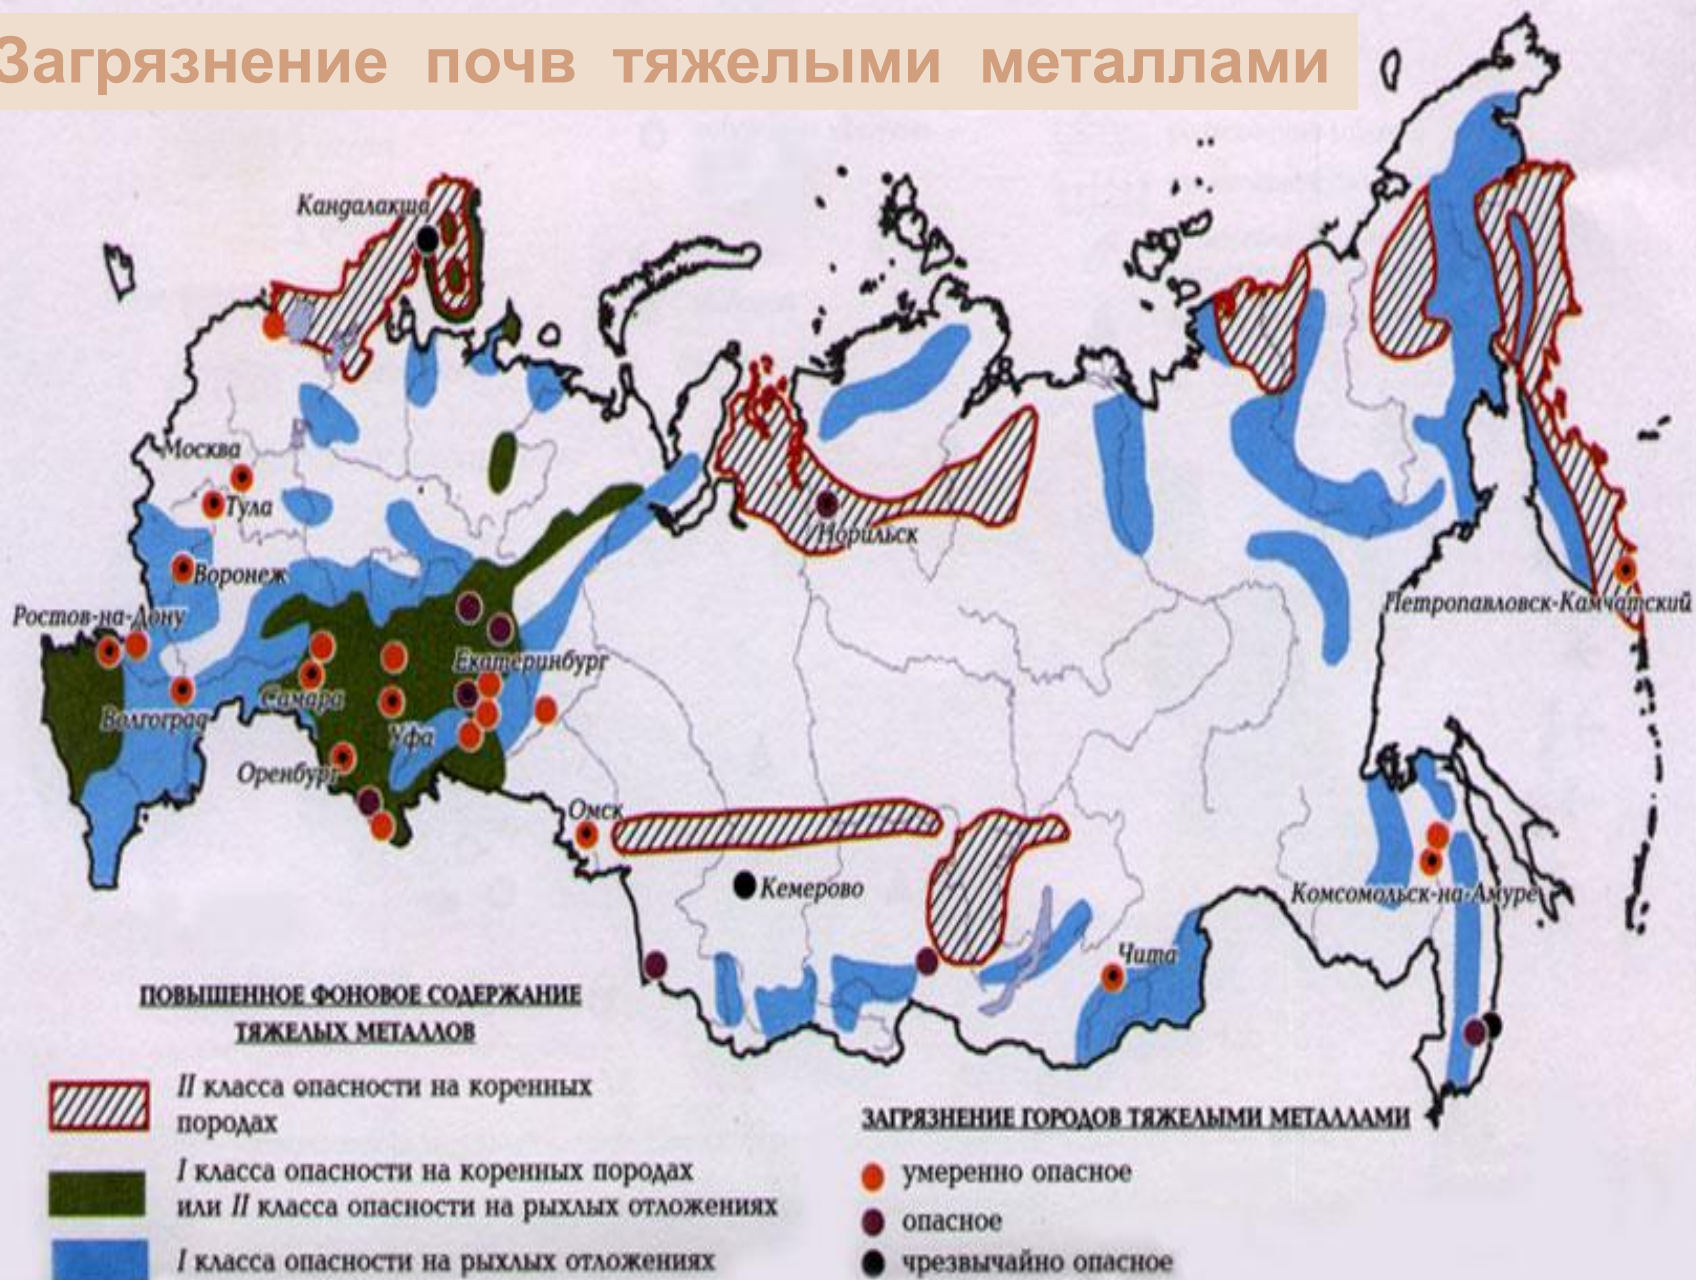 Загрязнение почв тяжелыми металлами
Кандалакша
Москва
Тула
Воронеж
Ростов-на-Дону
Норильск
Петропавловск-Камчатский
Екатеринбург
Самара
Волгоград
Уфа
Оренбург
Омск
Кемерово
Комсомольск-на-Амуре
Чита
ПОВЫШЕННОЕ ФОНОВОЕ СОДЕРЖАНИЕ
ТЯЖЕЛЫХ МЕТАЛЛОВ
II класса опасности на коренных
породах
I класса опасности на коренных породах
или II класса опасности на рыхлых отложениях
I класса опасности на рыхлых отложениях
ЗАГРЯЗНЕНИЕ ГОРОДОВ ТЯЖЕЛЫМИ МЕТАЛЛАМИ
умеренно опасное
опасное
чрезвычайно опасное